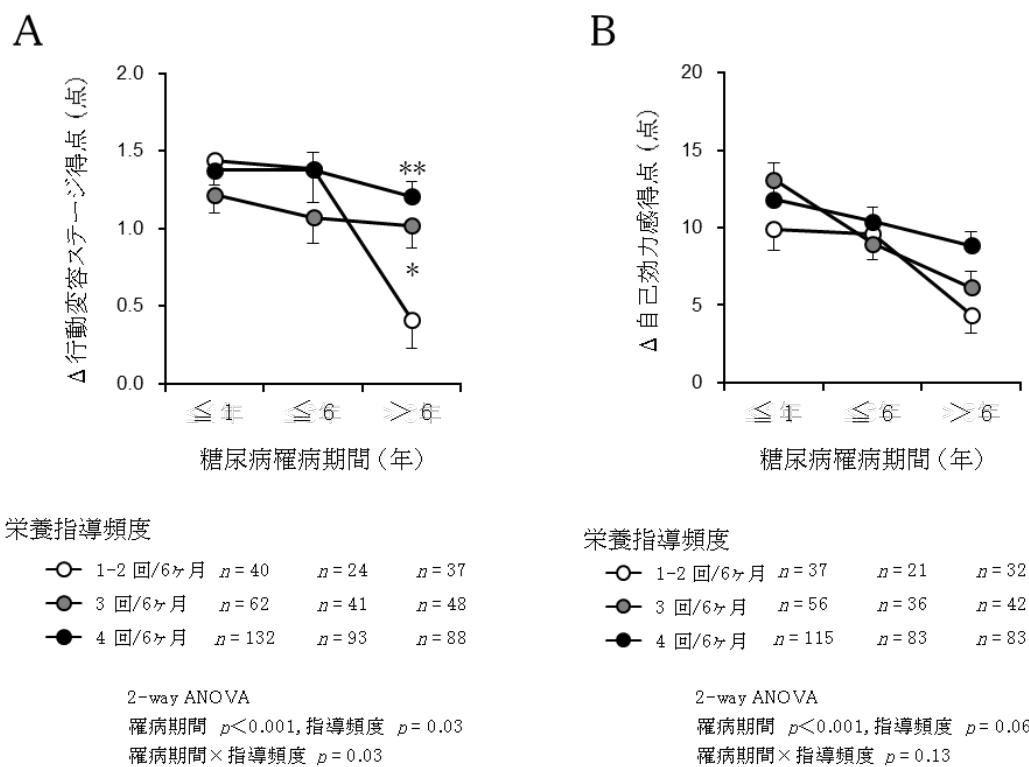 A
Δ 行動変容ステージ得点 (点)
2.0
1.5
1.0
0.5
0.0
**
*
≦ 1
≦ 6
> 6
糖尿病罹病期間 (年)
栄養指導頻度
1-2 回/6ヶ月 n = 40 n = 24 n = 37
3 回/6ヶ月 n = 62 n = 41 n = 48
4 回/6ヶ月 n = 132 n = 93 n = 88
2-way ANOVA
罹病期間 p<0.001, 指導頻度 p = 0.03
罹病期間×指導頻度 p = 0.03
B
Δ 自己効力感得点 (点)
20
15
10
5
0
≦ 1
≦ 6
> 6
糖尿病罹病期間 (年)
栄養指導頻度
1-2 回/6ヶ月 n = 37 n = 21 n = 32
3 回/6ヶ月 n = 56 n = 36 n = 42
4 回/6ヶ月 n = 115 n = 83 n = 83
2-way ANOVA
罹病期間 p<0.001, 指導頻度 p = 0.06
罹病期間×指導頻度 p = 0.13